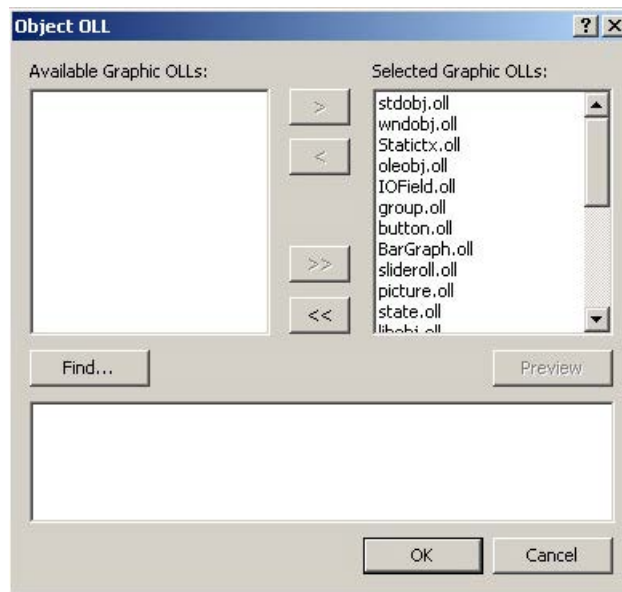 Object OLL
Available Graphic OLLs:
Selected Graphic OLLs:
>
<
>>
<<
stdobj.oll
wndobj.oll
Statictx.oll
oleobj.oll
IOField.oll
group.oll
button.oll
BarGraph.oll
slideroll.oll
picture.oll
state.oll
Find...
Preview
OK
Cancel